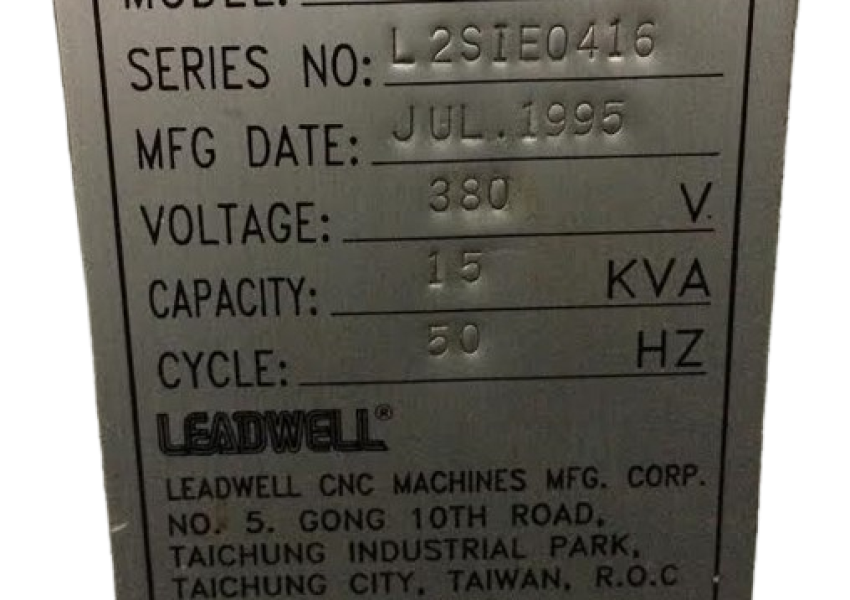 MODEL:
SERIES NO: L2SIE0416
MFG DATE: JUL.1995
VOLTAGE: 380 V.
CAPACITY: 15 KVA
CYCLE: 50 HZ
LEADWELL®
LEADWELL CNC MACHINES MFG. CORP.
NO. 5. GONG 10TH ROAD,
TAICHUNG INDUSTRIAL PARK,
TAICHUNG CITY, TAIWAN, R.O.C